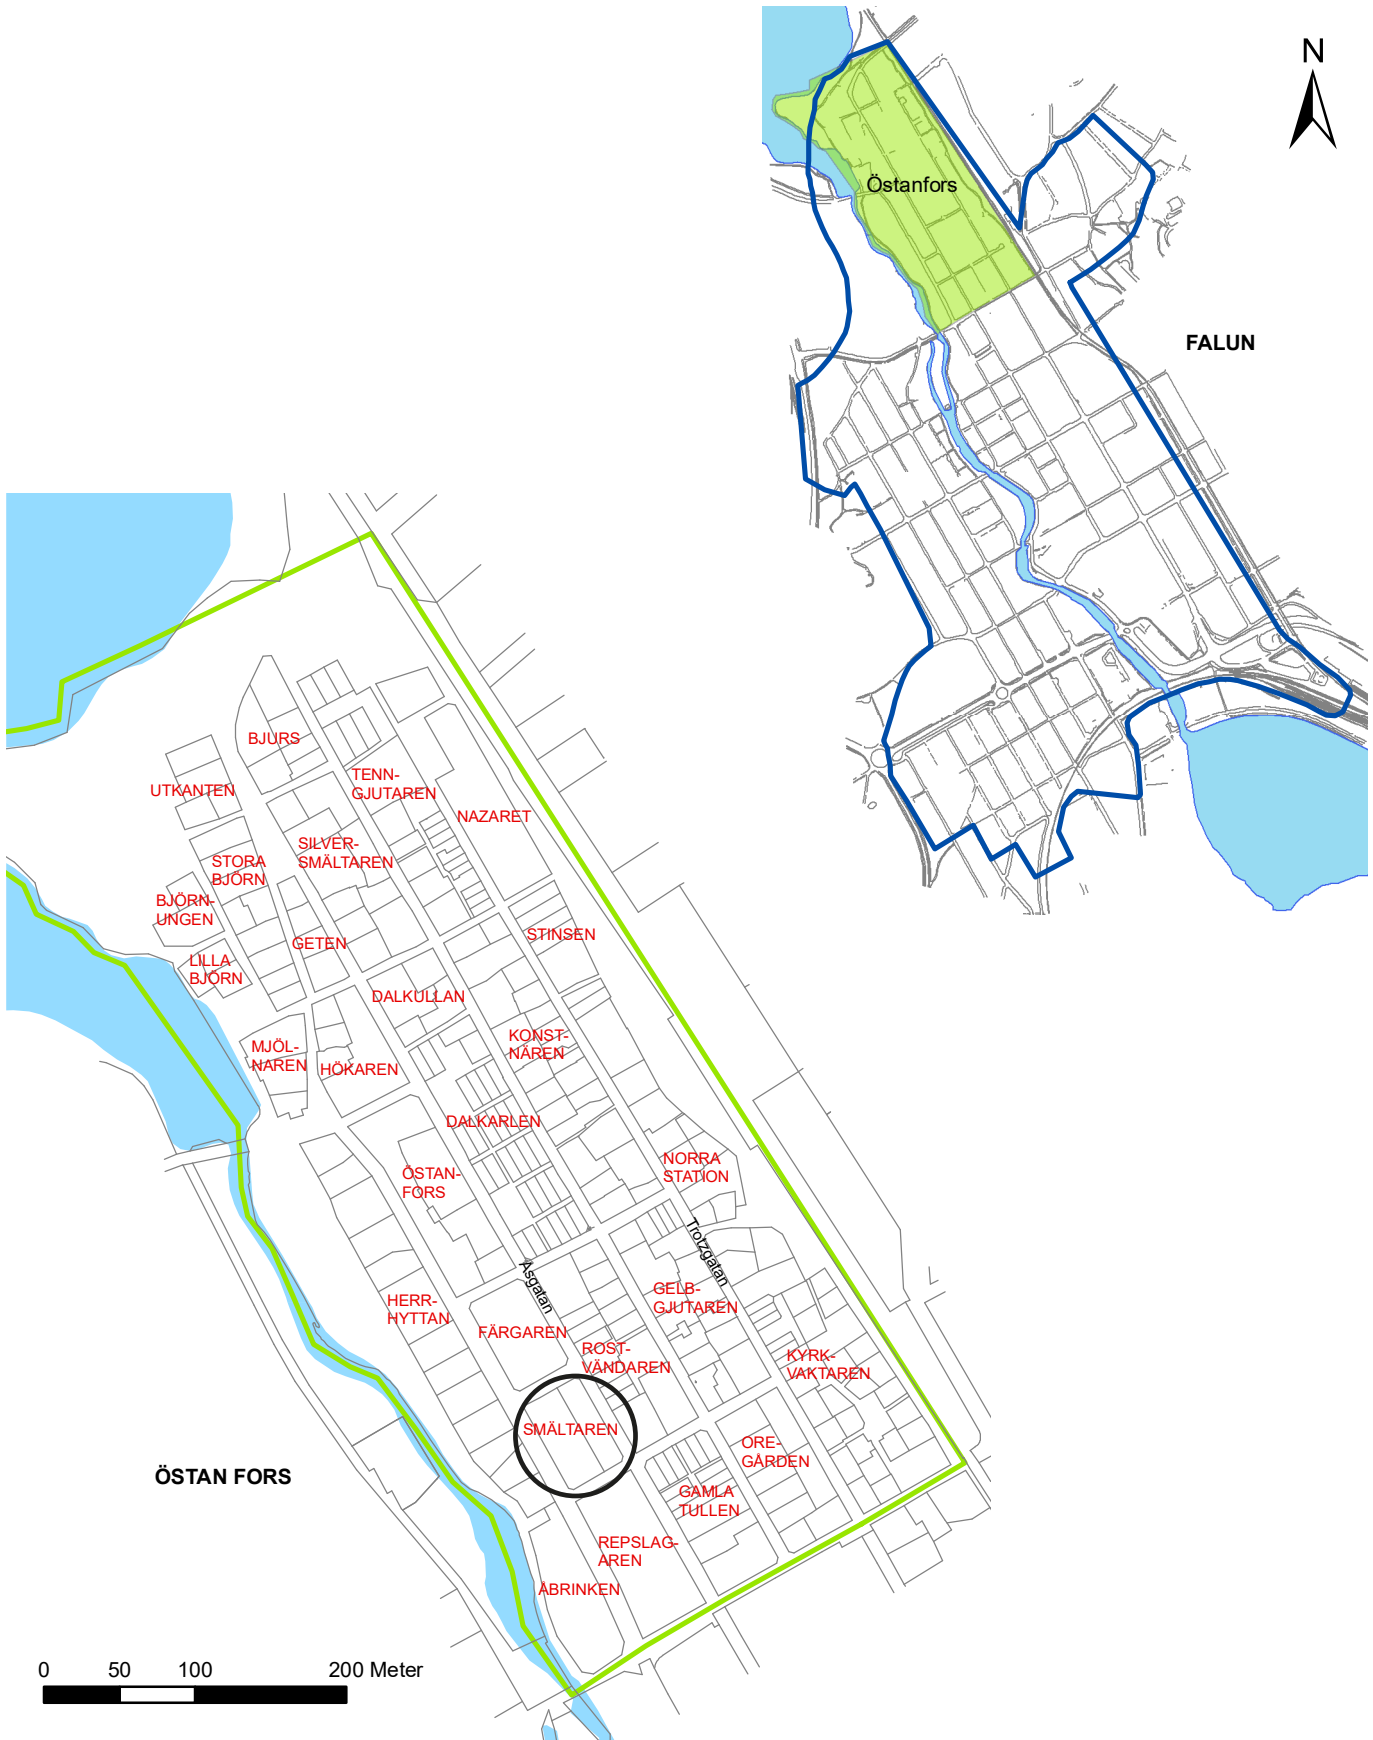 N
Östanfors
FALUN
BJURS
UTKANTEN
TENN-
GJUTAREN
NAZARET
SILVER-
SMÄLTAREN
STORA
BJÖRN
BJÖRN-
UNGEN
GETEN
STINSEN
LILLA
BJÖRN
DALKULLAN
MJÖL-
NAREN
HÖKAREN
KONST-
NÄREN
DALKARLEN
ÖSTAN-
FORS
NORRA
STATION
Trotzgatan
Åsgatan
HERR-
HYTTAN
FÄRGAREN
GELB-
GJUTAREN
ROST-
VÄNDAREN
KYRK-
VAKTAREN
SMÄLTAREN
ORE-
GÅRDEN
GAMLA
TULLEN
REPSLAG-
AREN
ÅBRINKEN
ÖSTAN FORS
0 50 100 200 Meter